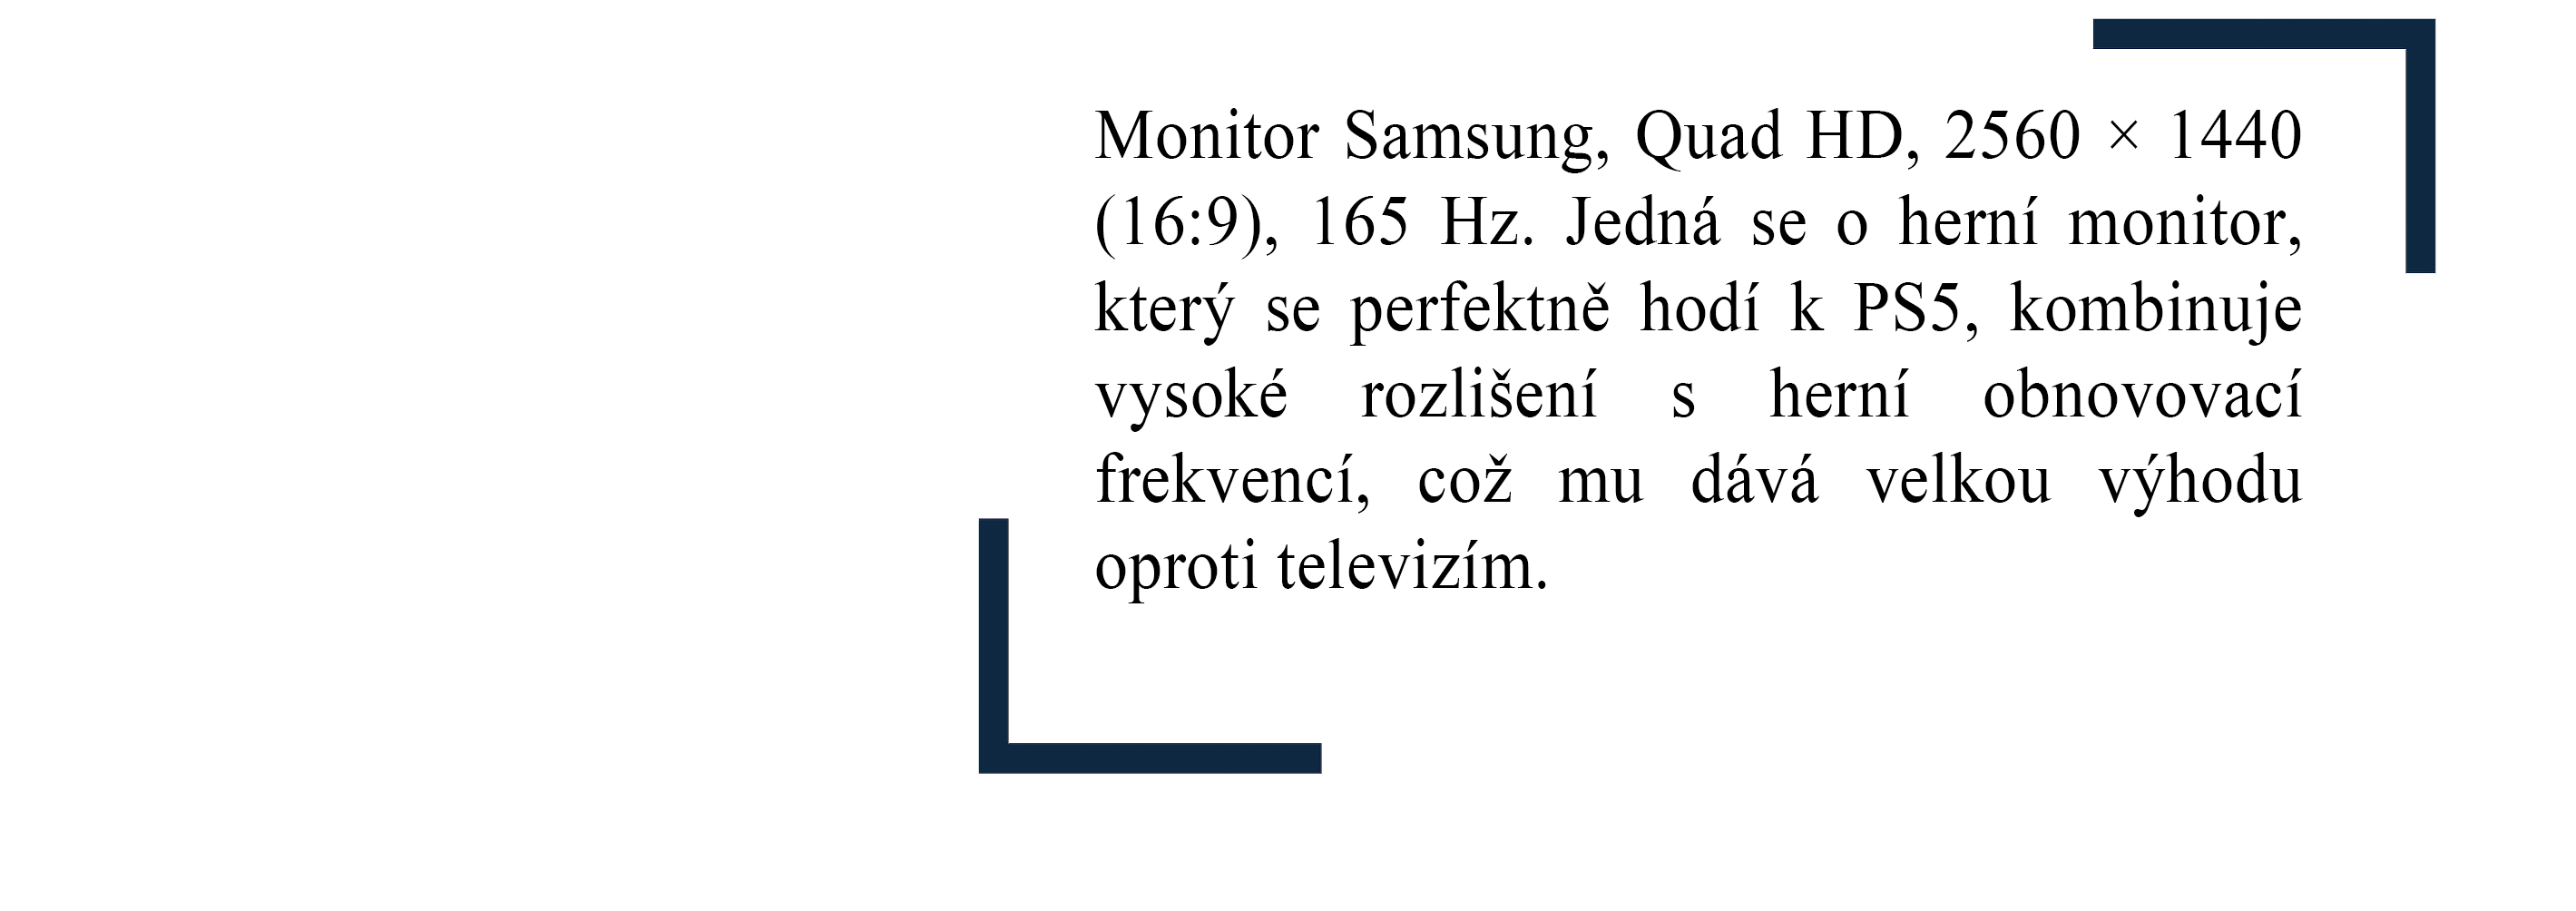 Monitor Samsung, Quad HD, 2560 × 1440
(16:9), 165 Hz. Jedná se o herní monitor,
který se perfektně hodí k PS5, kombinuje
vysoké rozlišení s herní obnovovací
frekvencí, což mu dává velkou výhodu
oproti televizím.